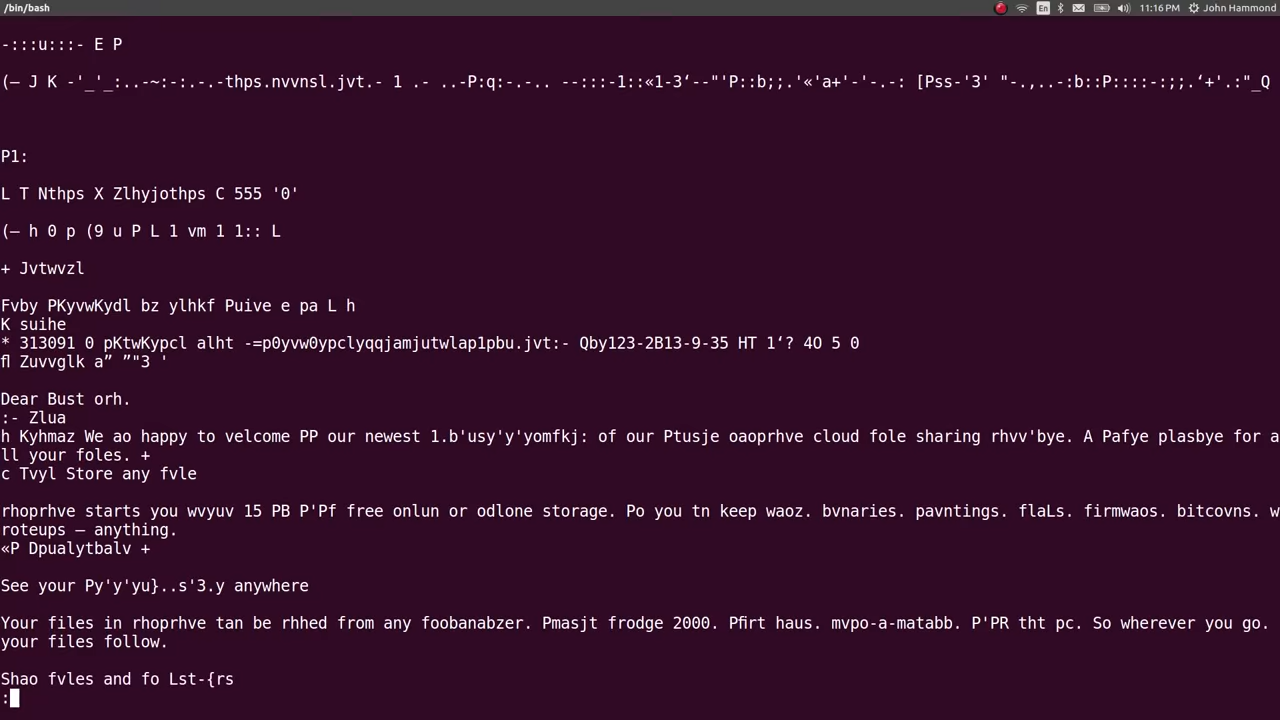 /bin/bash
En
11:16 PM
John Hammond
-:::u:::- E P
(— J K -'_'_:..-~:-:.-.-thps.nvvnsl.jvt.- 1 .- ..-P:q:-.-.. --:::-1::«1-3‘--"'P::b;;.'«'a+'-'-.-: [Pss-'3' "-.,..-:b::P::::-:;;.‘+'.:"_Q
P1:
L T Nthps X Zlhyjothps C 555 '0'
(— h 0 p (9 u P L 1 vm 1 1:: L
+ Jvtwvzl
Fvby PKyvwKydl bz ylhkf Puive e pa L h
K suihe
* 313091 0 pKtwKypcl alht -=p0yvw0ypclyqqjamjutwlap1pbu.jvt:- Qby123-2B13-9-35 HT 1‘? 4O 5 0
ﬂ Zuvvglk a” ”"3 '
Dear Bust orh.
:- Zlua
h Kyhmaz We ao happy to velcome PP our newest 1.b'usy'y'yomfkj: of our Ptusje oaoprhve cloud fole sharing rhvv'bye. A Pafye plasbye for a
ll your foles. +
c Tvyl Store any fvle
rhoprhve starts you wvyuv 15 PB P'Pf free onlun or odlone storage. Po you tn keep waoz. bvnaries. pavntings. flaLs. firmwaos. bitcovns. w
roteups — anything.
«P Dpualytbalv +
See your Py'y'yu}..s'3.y anywhere
Your files in rhoprhve tan be rhhed from any foobanabzer. Pmasjt frodge 2000. Pﬁrt haus. mvpo-a-matabb. P'PR tht pc. So wherever you go.
your files follow.
Shao fvles and fo Lst-{rs
: